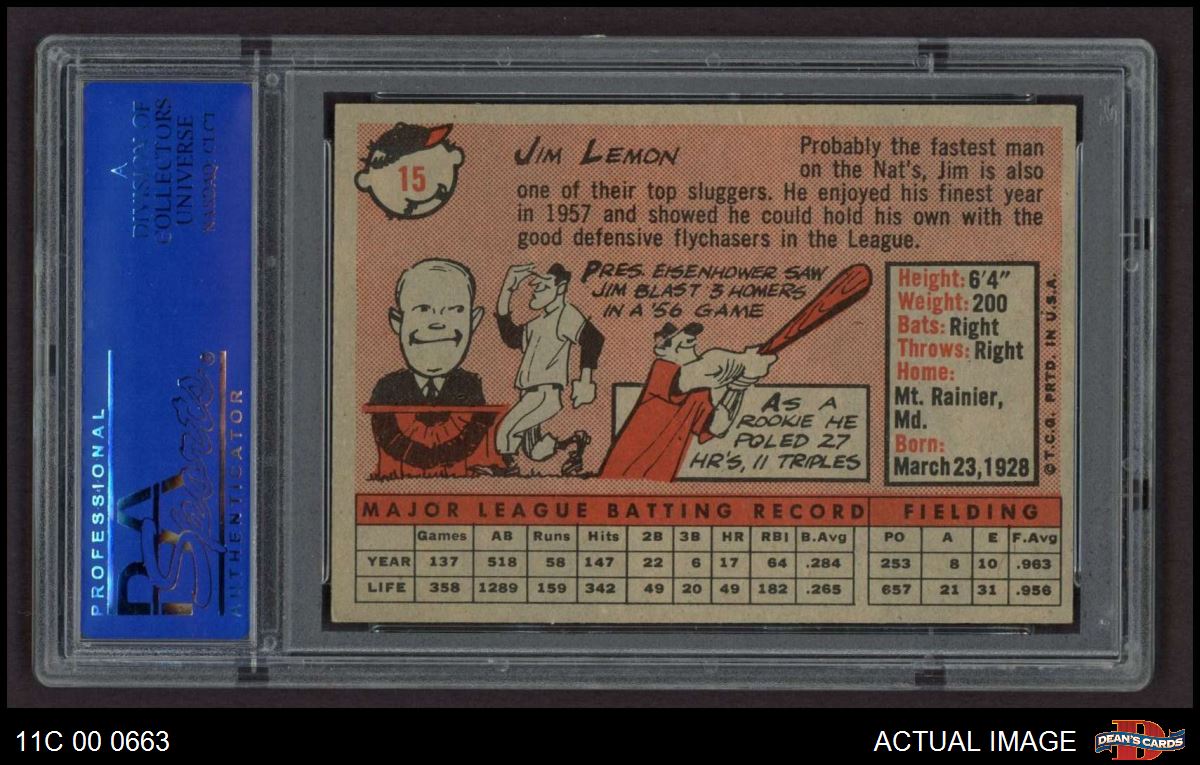 A
DIVISION OF
COLLECTORS
UNIVERSE
NASDAQ: CLCT
PROFESSIONAL
PSA
Sports
AUTHENTICATOR
15
JIM LEMON
Probably the fastest man
on the Nat's, Jim is also
one of their top sluggers. He enjoyed his finest year
in 1957 and showed he could hold his own with the
good defensive flychasers in the League.
PRES. EISENHOWER SAW
JIM BLAST 3 HOMERS
IN A '56 GAME
AS A
ROOKIE HE
POLED 27
HR'S, 11 TRIPLES
Height: 6'4"
Weight: 200
Bats: Right
Throws: Right
Home:
Mt. Rainier,
Md.
Born:
March 23, 1928
© T.C.G. PRTD. IN U.S.A.
MAJOR LEAGUE BATTING RECORD FIELDING
Games AB Runs Hits 2B 3B HR RBI B.Avg PO A E F.Avg
YEAR 137 518 58 147 22 6 17 64 .284 253 8 10 .963
LIFE 358 1289 159 342 49 20 49 182 .265 657 21 31 .956
11C 00 0663
ACTUAL IMAGE
D
DEAN'S CARDS